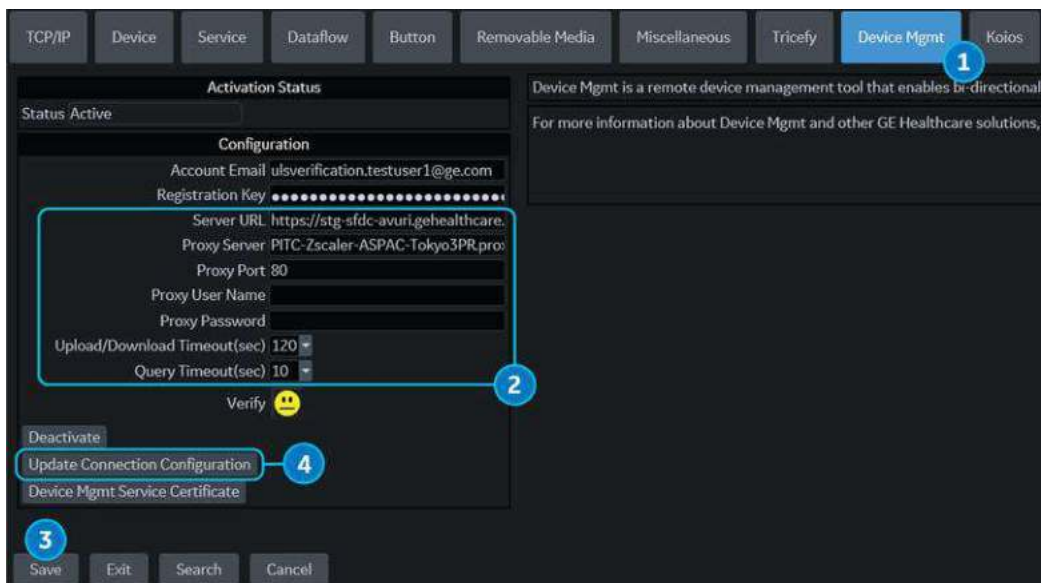 TCP/IP Device Service Dataflow Button Removable Media Miscellaneous Tricefy Device Mgmt Koios
1
Activation Status
Status Active
Configuration
Account Email ulsverification.testuser1@ge.com
Registration Key ••••••••••••••••••••••••
Server URL https://stg-sfdc-avuri.gehealthcare.
Proxy Server PITC-Zscaler-ASPAC-Tokyo3PR.pro
Proxy Port 80
Proxy User Name
Proxy Password
Upload/Download Timeout(sec) 120
Query Timeout(sec) 10
2
Verify
Deactivate
Update Connection Configuration
4
Device Mgmt Service Certificate
3
Save Exit Search Cancel
Device Mgmt is a remote device management tool that enables bi-directional
For more information about Device Mgmt and other GE Healthcare solutions,